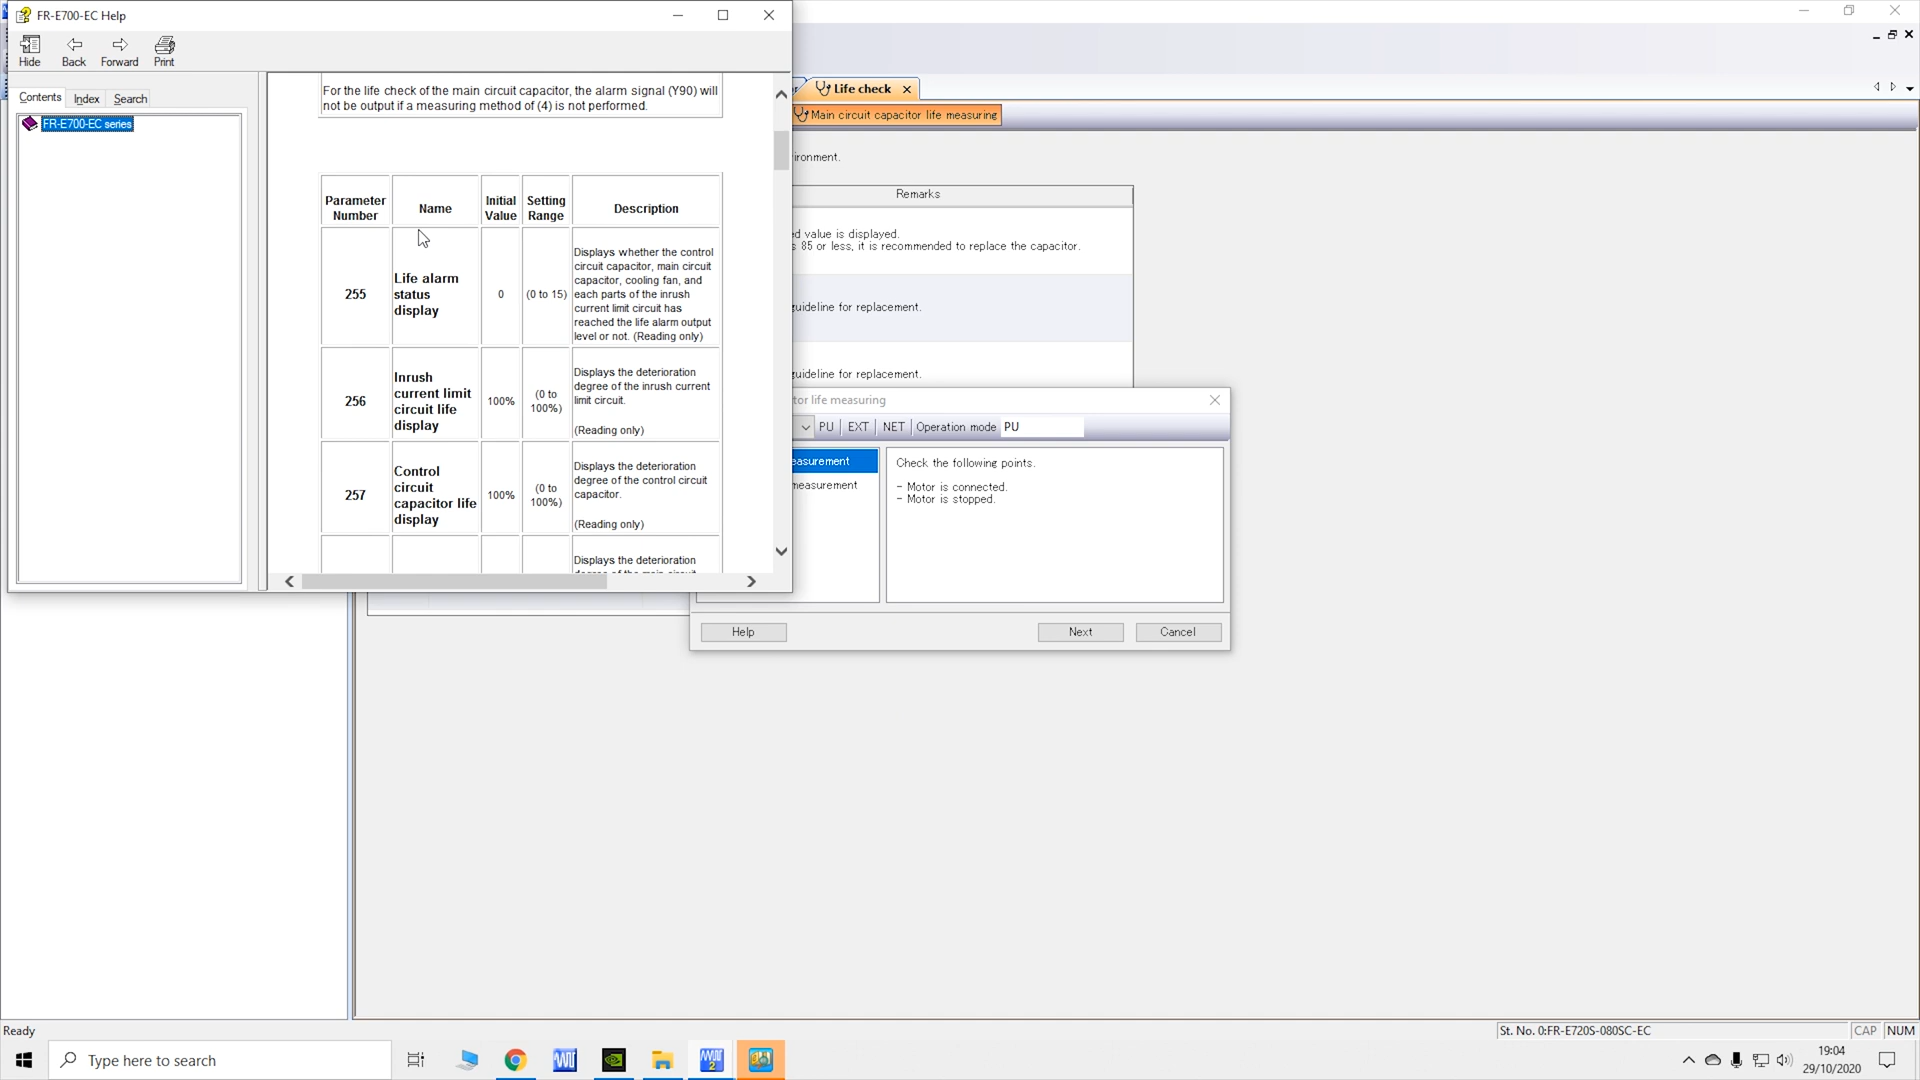 FR-E700-EC Help
Hide Back Forward Print
Contents Index Search
FR-E700-EC series
For the life check of the main circuit capacitor, the alarm signal (Y90) will
not be output if a measuring method of (4) is not performed.
Parameter Number Name Initial Value Setting Range Description
255 Life alarm status display 0 (0 to 15)
Displays whether the control
circuit capacitor, main circuit
capacitor, cooling fan, and
each parts of the inrush
current limit circuit has
reached the life alarm output
level or not. (Reading only)
256 Inrush current limit circuit life display 100% (0 to 100%)
Displays the deterioration
degree of the inrush current
limit circuit.
(Reading only)
257 Control circuit capacitor life display 100% (0 to 100%)
Displays the deterioration
degree of the control circuit
capacitor.
(Reading only)
Displays the deterioration
Life check
Main circuit capacitor life measuring
Remarks
value is displayed.
85 or less, it is recommended to replace the capacitor.
guideline for replacement.
guideline for replacement.
life measuring
PU EXT NET Operation mode PU
easurement
measurement
Check the following points.
- Motor is connected.
- Motor is stopped.
Help Next Cancel
Ready
St. No. 0:FR-E720S-080SC-EC CAP NUM
Type here to search
19:04
29/10/2020